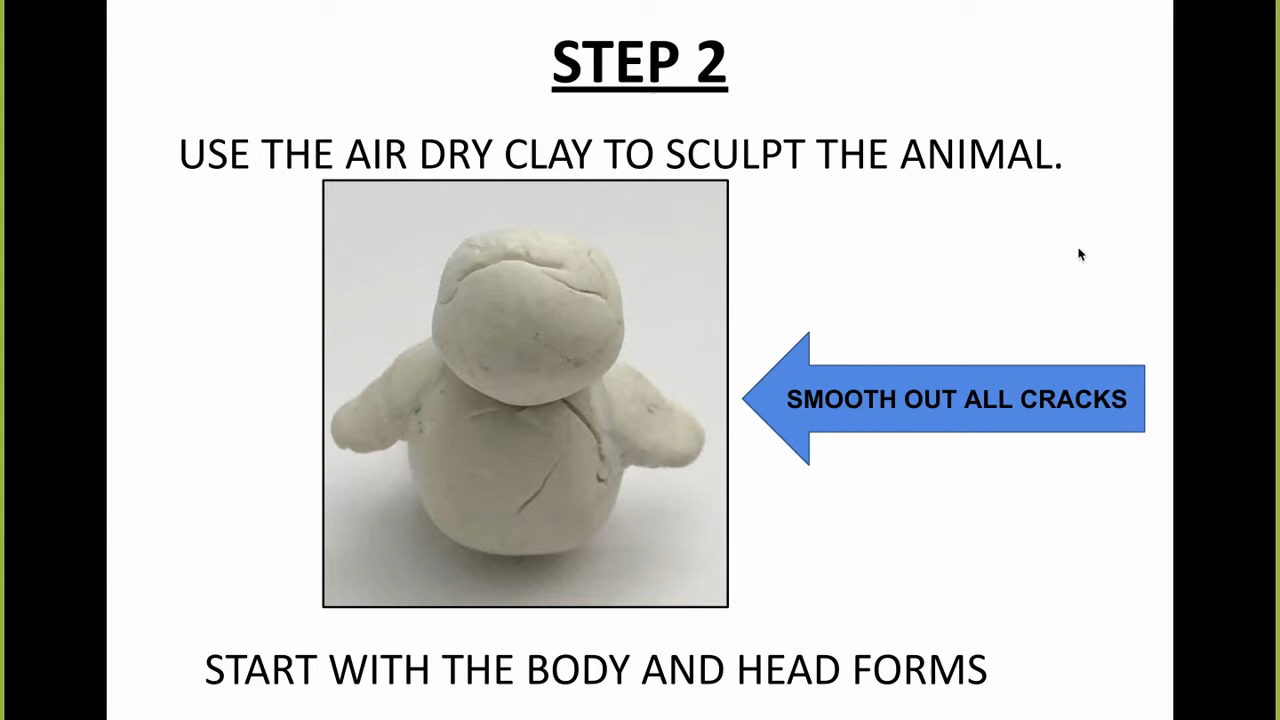 STEP 2
USE THE AIR DRY CLAY TO SCULPT THE ANIMAL.
SMOOTH OUT ALL CRACKS
START WITH THE BODY AND HEAD FORMS